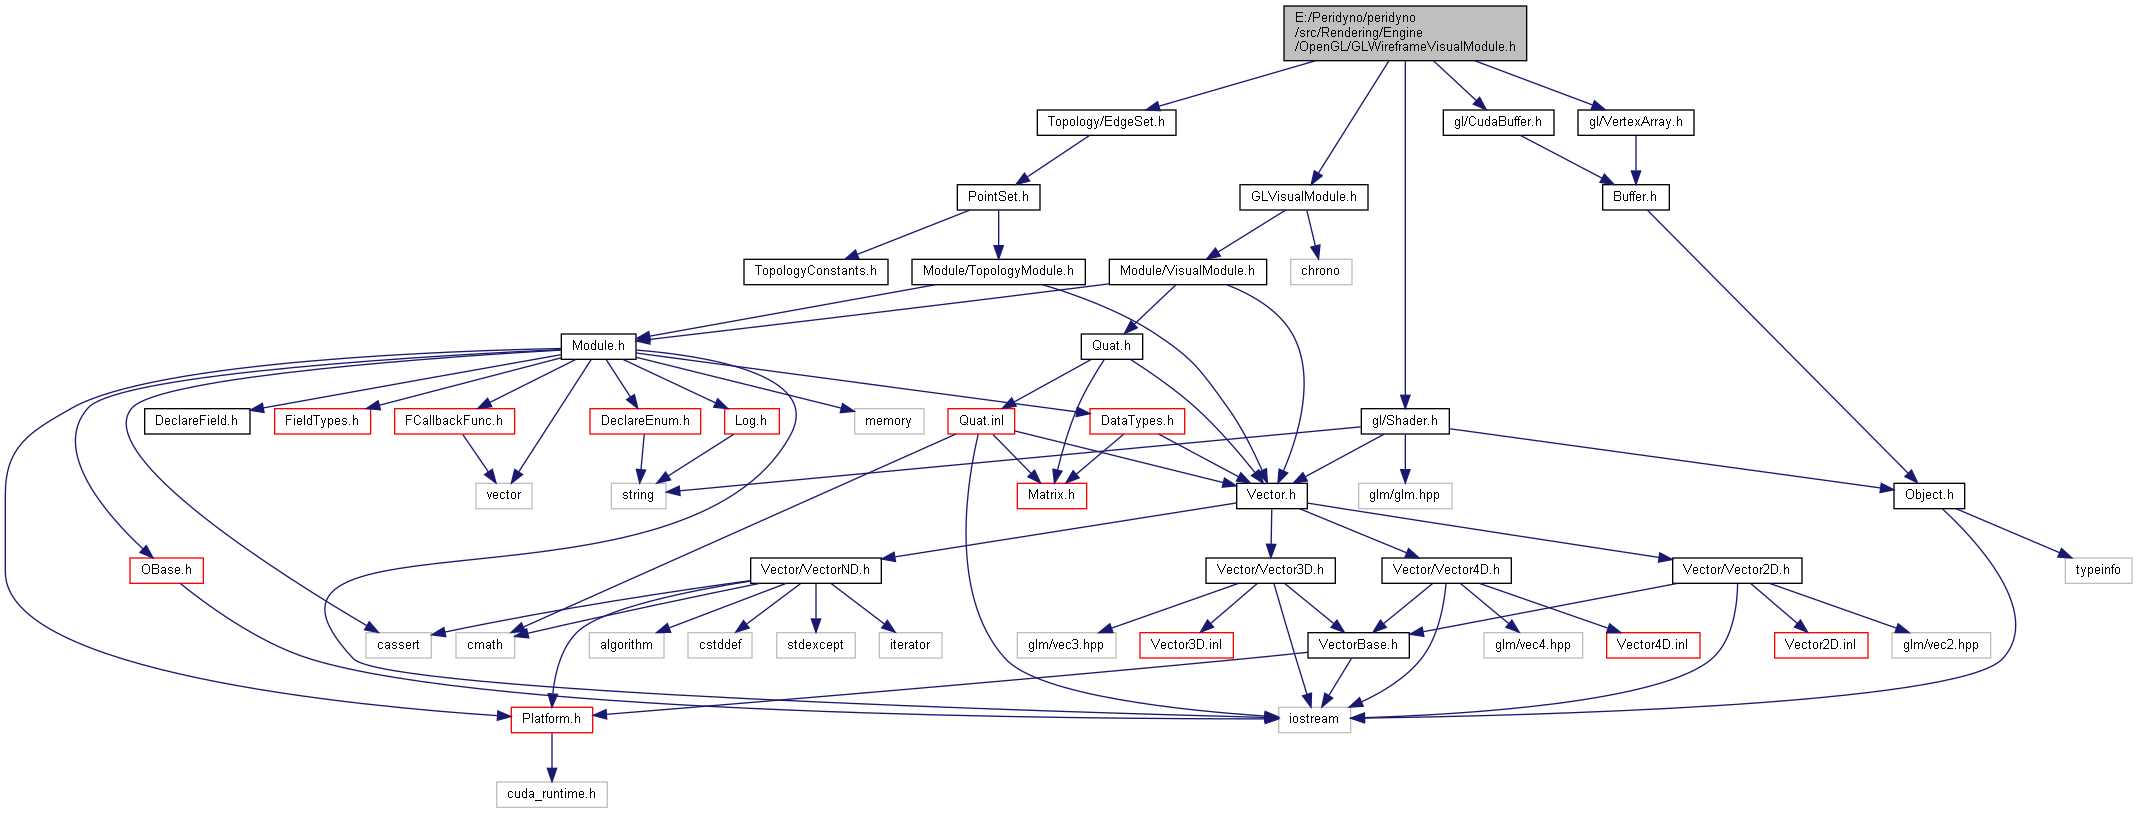 E:/Peridyno/peridyno
/src/Rendering/Engine
/OpenGL/GLWireframeVisualModule.h
Topology/EdgeSet.h
gl/CudaBuffer.h
gl/VertexArray.h
PointSet.h
GLVisualModule.h
Buffer.h
TopologyConstants.h
Module/TopologyModule.h
Module/VisualModule.h
chrono
Module.h
Quat.h
DeclareField.h
FieldTypes.h
FCallbackFunc.h
DeclareEnum.h
Log.h
memory
Quat.inl
DataTypes.h
gl/Shader.h
vector
string
Matrix.h
Vector.h
glm/glm.hpp
Object.h
OBase.h
Vector/VectorND.h
Vector/Vector3D.h
Vector/Vector4D.h
Vector/Vector2D.h
typeinfo
cassert
cmath
algorithm
cstddef
stdexcept
iterator
glm/vec3.hpp
Vector3D.inl
VectorBase.h
glm/vec4.hpp
Vector4D.inl
Vector2D.inl
glm/vec2.hpp
Platform.h
iostream
cuda_runtime.h